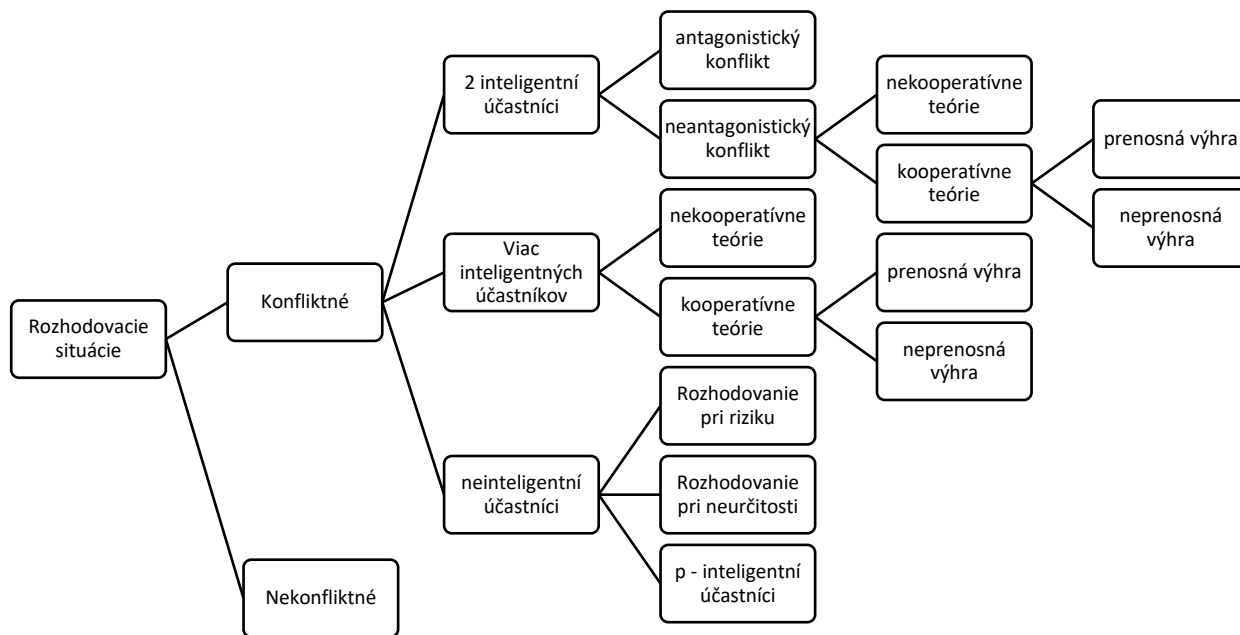 Rozhodovacie
situácie
Konfliktné
2 inteligentní
účastníci
antagonistický
konflikt
neantagonistický
konflikt
nekooperatívne
teórie
kooperatívne
teórie
prenosná výhra
neprenosná
výhra
Viac
inteligentných
účastníkov
nekooperatívne
teórie
kooperatívne
teórie
prenosná výhra
neprenosná
výhra
neinteligentní
účastníci
Rozhodovanie
pri riziku
Rozhodovanie
pri neurčitosti
p - inteligentní
účastníci
Nekonfliktné